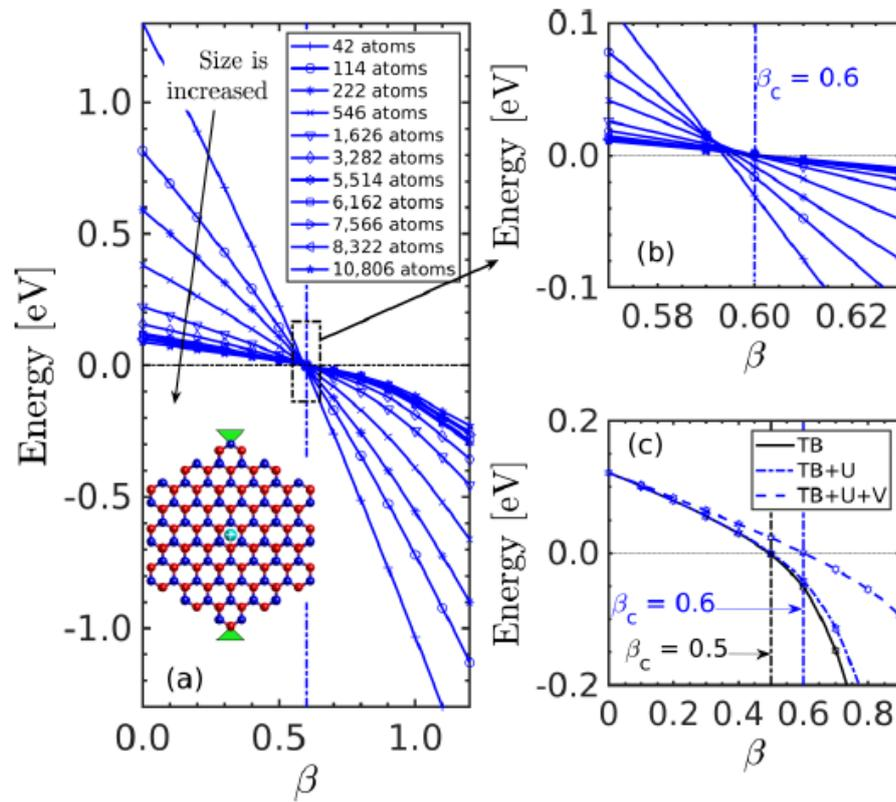 Energy [eV]
1.0
0.5
0.0
-0.5
-1.0
Size is
increased
42 atoms
114 atoms
222 atoms
546 atoms
1,626 atoms
3,282 atoms
5,514 atoms
6,162 atoms
7,566 atoms
8,322 atoms
10,806 atoms
(a)
0.0 0.5 1.0
β
Energy [eV]
0.1
0.0
-0.1
βc = 0.6
(b)
0.58 0.60 0.62
β
Energy [eV]
0.2
0.0
-0.2
(c)
TB
TB+U
TB+U+V
βc = 0.6
βc = 0.5
0 0.2 0.4 0.6 0.8
β